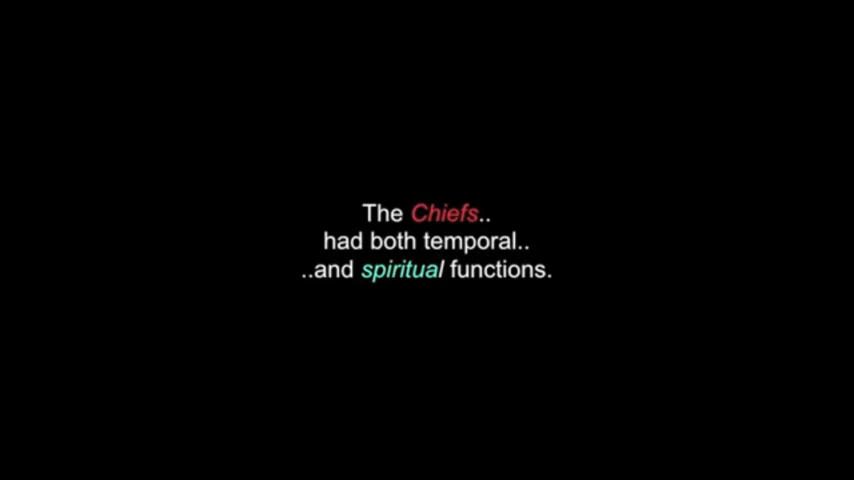 The Chiefs..
had both temporal..
..and spiritual functions.